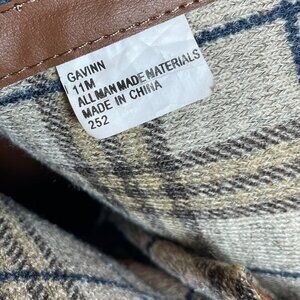 GAVINN
11M
ALL MAN MADE MATERIALS
MADE IN CHINA
252